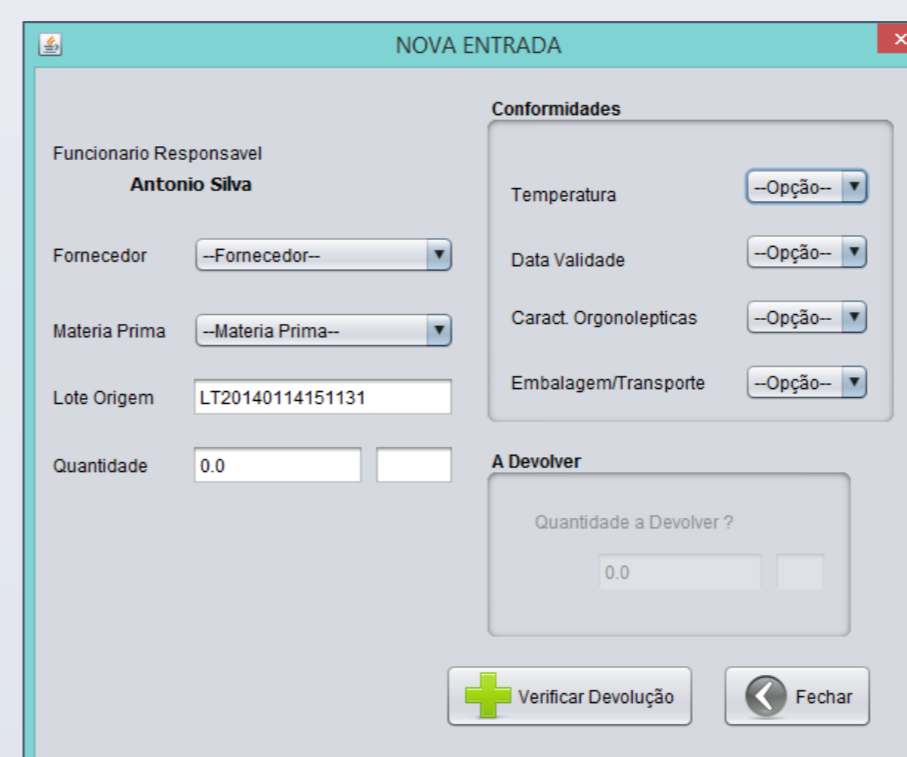 NOVA ENTRADA
Funcionario Responsavel
Antonio Silva
Fornecedor
--Fornecedor--
Materia Prima
--Materia Prima--
Lote Origem
LT20140114151131
Quantidade
0.0
Conformidades
Temperatura
--Opção--
Data Validade
--Opção--
Caract. Orgonolepticas
--Opção--
Embalagem/Transporte
--Opção--
A Devolver
Quantidade a Devolver ?
0.0
Verificar Devolução
Fechar